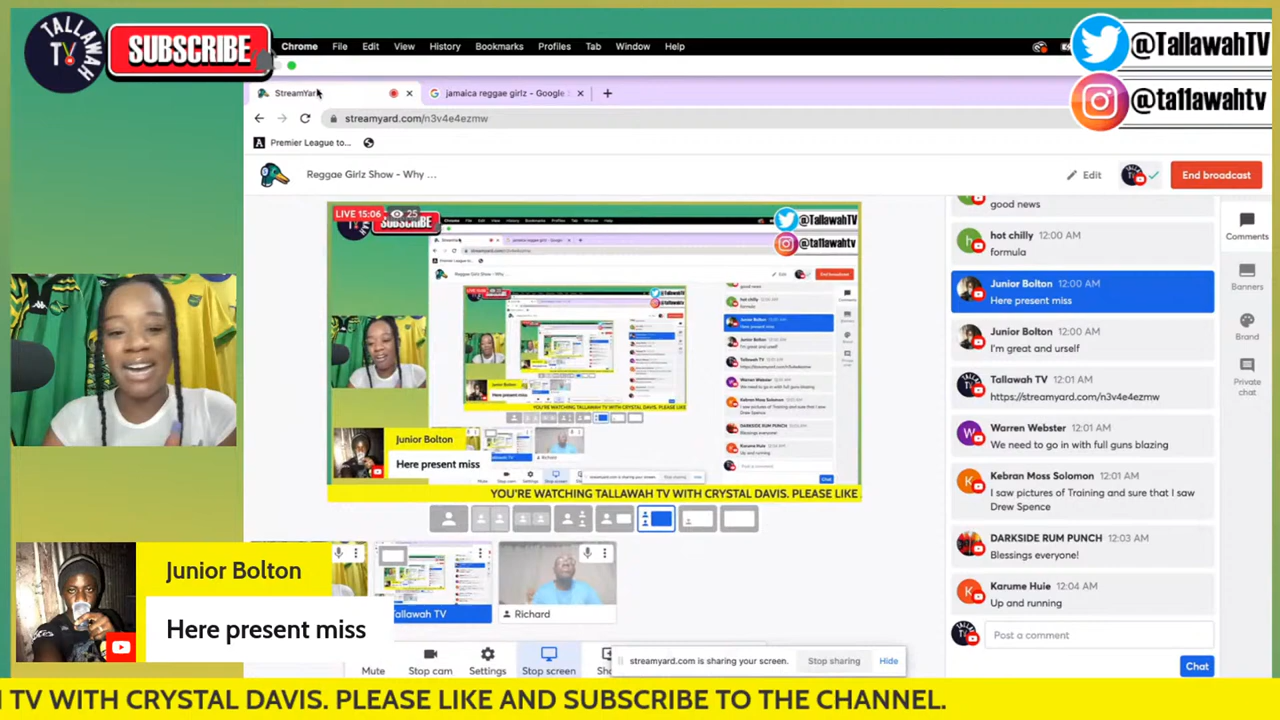 TALLAWAH
TV
SUBSCRIBE
@TallawahTV
@ta11awahtv
Chrome File Edit View History Bookmarks Profiles Tab Window Help
StreamYard
jamaica reggae girlz - Google
streamyard.com/n3v4e4ezmw
Premier League to...
Reggae Girlz Show - Why ...
Edit
End broadcast
LIVE 15:06 25
SUBSCRIBE
@TallawahTV
@ta11awahtv
Reggae Girlz Show - Why ...
Junior Bolton
Here present miss
YOU'RE WATCHING TALLAWAH TV WITH CRYSTAL DAVIS. PLEASE LIKE
good news
hot chilly 12:00 AM
formula
Junior Bolton 12:00 AM
Here present miss
Junior Bolton 12:00 AM
I'm great and urself
Tallawah TV 12:01 AM
https://streamyard.com/n3v4e4ezmw
Warren Webster 12:01 AM
We need to go in with full guns blazing
Kebran Moss Solomon 12:01 AM
I saw pictures of Training and sure that I saw
Drew Spence
DARKSIDE RUM PUNCH 12:03 AM
Blessings everyone!
Karume Huie 12:04 AM
Up and running
Post a comment
Chat
Comments
Banners
Brand
Private
chat
Tallawah TV
Richard
Mute
Stop cam
Settings
Stop screen
streamyard.com is sharing your screen.
Stop sharing
Hide
Junior Bolton
Here present miss
TV WITH CRYSTAL DAVIS. PLEASE LIKE AND SUBSCRIBE TO THE CHANNEL.